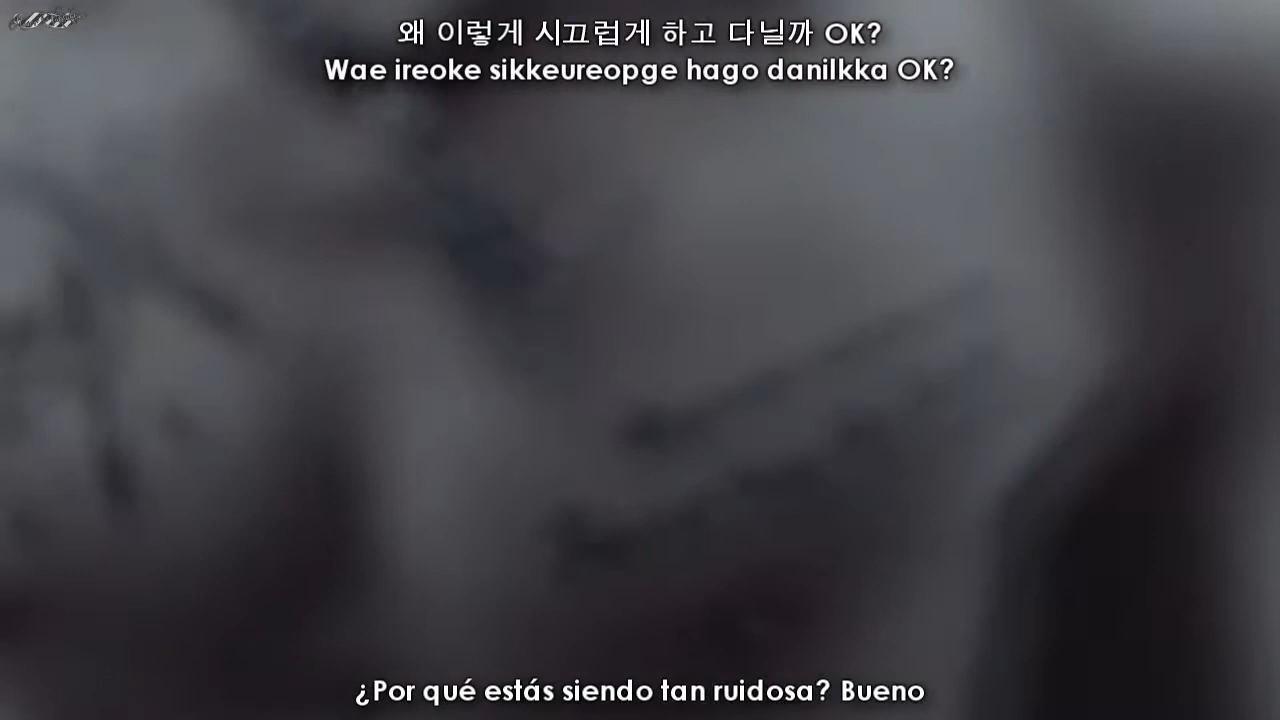 왜 이렇게 시끄럽게 하고 다닐까 OK?
Wae ireoke sikkeureopge hago danilkka OK?
¿Por qué estás siendo tan ruidosa? Bueno